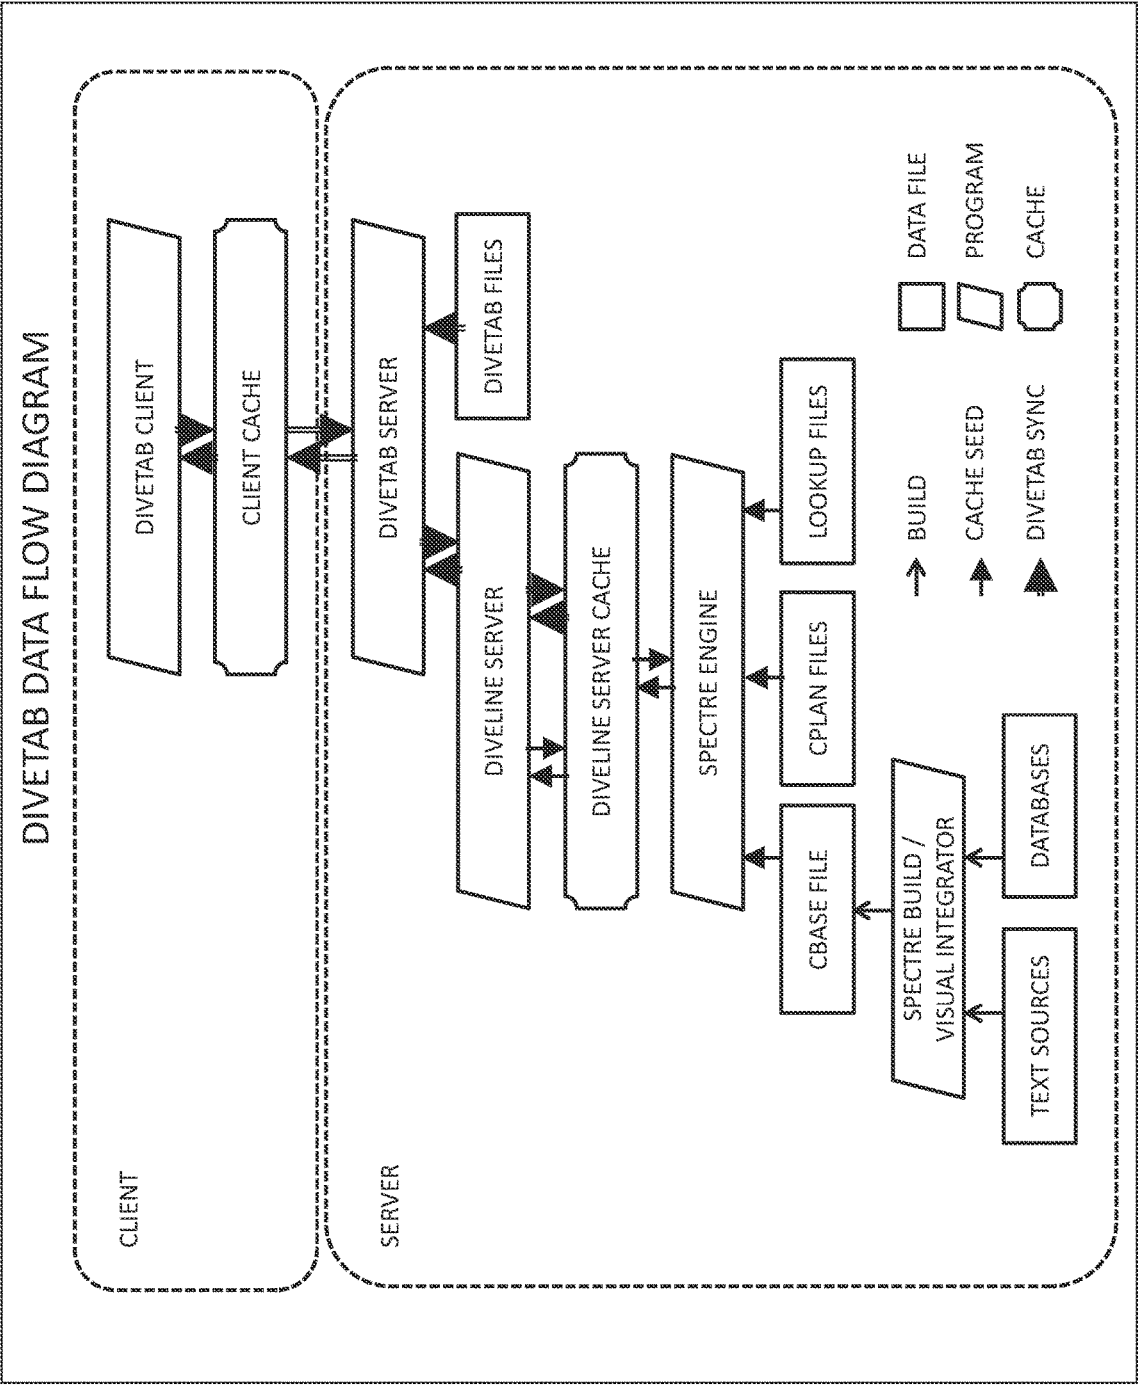 DIVETAB DATA FLOW DIAGRAM
CLIENT
DIVETAB CLIENT
CLIENT CACHE
SERVER
DIVETAB SERVER
DIVELINE SERVER
DIVETAB FILES
DIVELINE SERVER CACHE
SPECTRE ENGINE
CBASE FILE
CPLAN FILES
LOOKUP FILES
SPECTRE BUILD /
VISUAL INTEGRATOR
TEXT SOURCES
DATABASES
BUILD
CACHE SEED
DIVETAB SYNC
DATA FILE
PROGRAM
CACHE